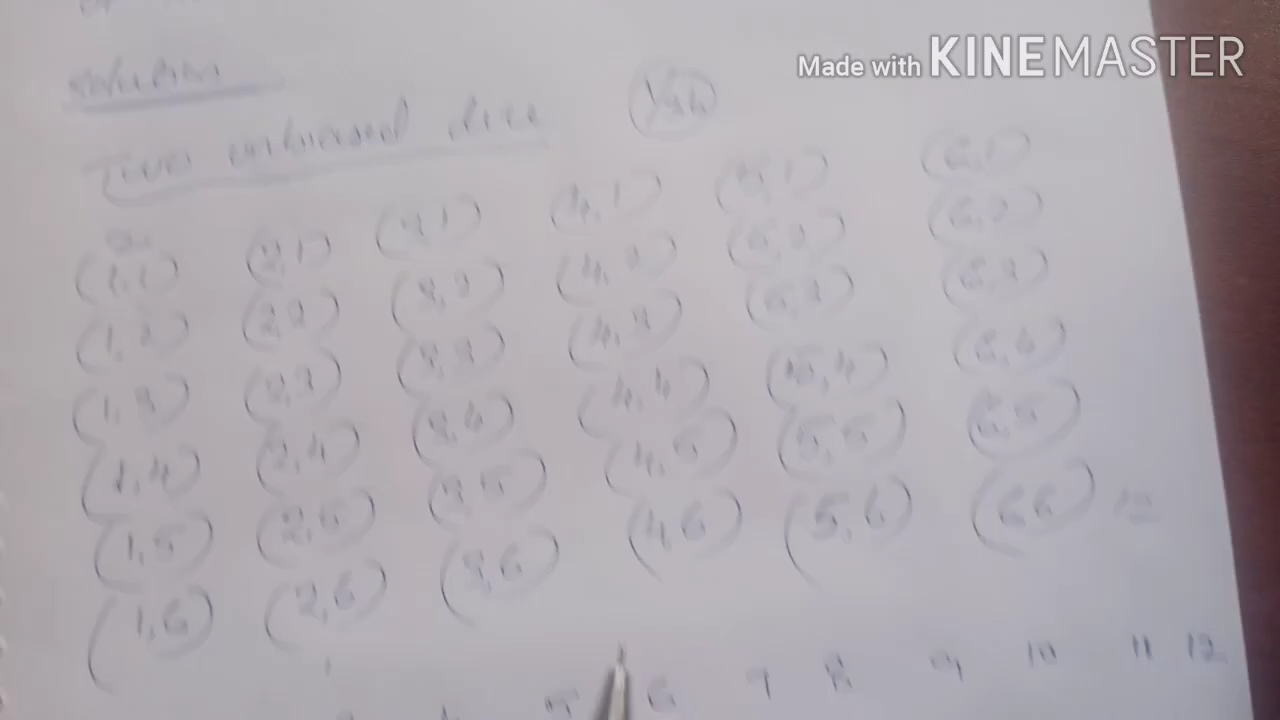 Made with KINEMASTER
Solution
Two unbiased dice
(1,1) (2,1) (3,1) (4,1) (5,1) (6,1)
(1,2) (2,2) (3,2) (4,2) (5,2) (6,2)
(1,3) (2,3) (3,3) (4,3) (5,3) (6,3)
(1,4) (2,4) (3,4) (4,4) (5,4) (6,4)
(1,5) (2,5) (3,5) (4,5) (5,5) (6,5)
(1,6) (2,6) (3,6) (4,6) (5,6) (6,6) 12
5 6 7 8 9 10 11 12